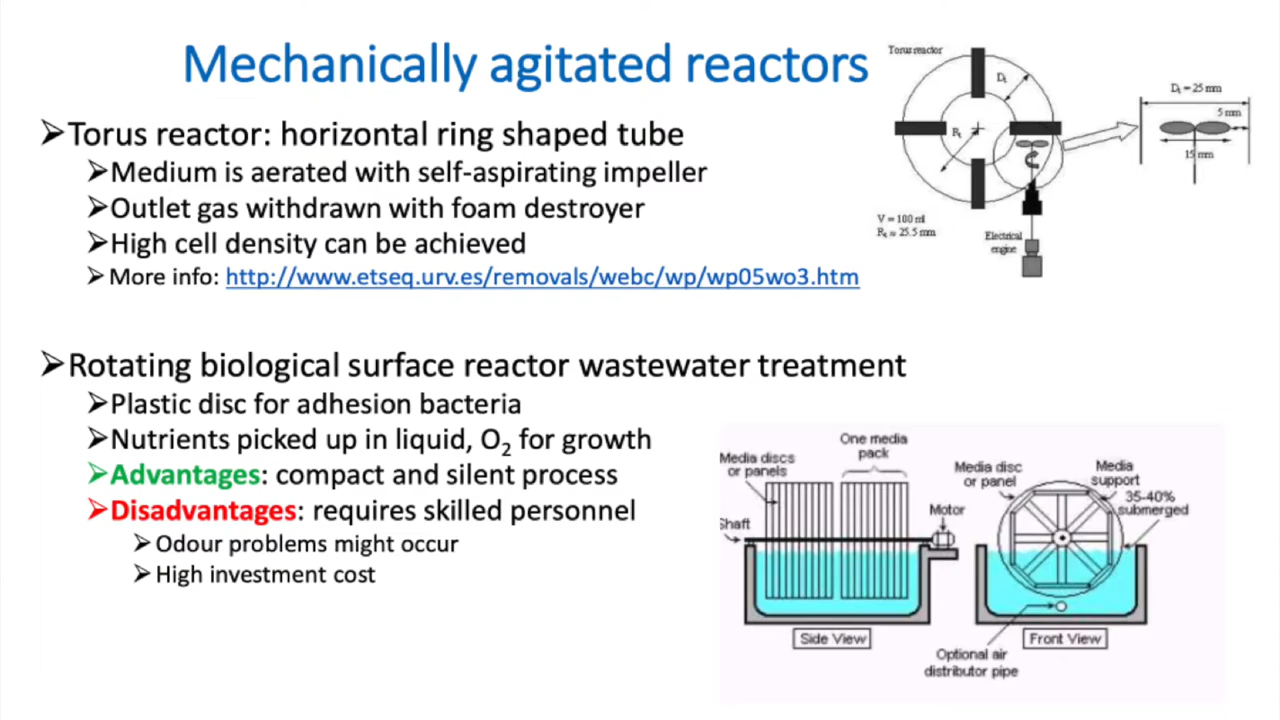 Mechanically agitated reactors
➢Torus reactor: horizontal ring shaped tube
➢Medium is aerated with self-aspirating impeller
➢Outlet gas withdrawn with foam destroyer
➢High cell density can be achieved
➢More info: http://www.etseq.urv.es/removals/webc/wp/wp05wo3.htm
Torus reactor
Dₜ
Rₜ
V = 100 ml
Rₜ = 25.5 mm
Electrical
engine
Dₜ = 25 mm
5 mm
15 mm
➢Rotating biological surface reactor wastewater treatment
➢Plastic disc for adhesion bacteria
➢Nutrients picked up in liquid, O₂ for growth
➢Advantages: compact and silent process
➢Disadvantages: requires skilled personnel
➢Odour problems might occur
➢High investment cost
Media discs
or panels
One media
pack
Shaft
Motor
Side View
Media disc
or panel
Media
support
35-40%
submerged
Front View
Optional air
distributor pipe